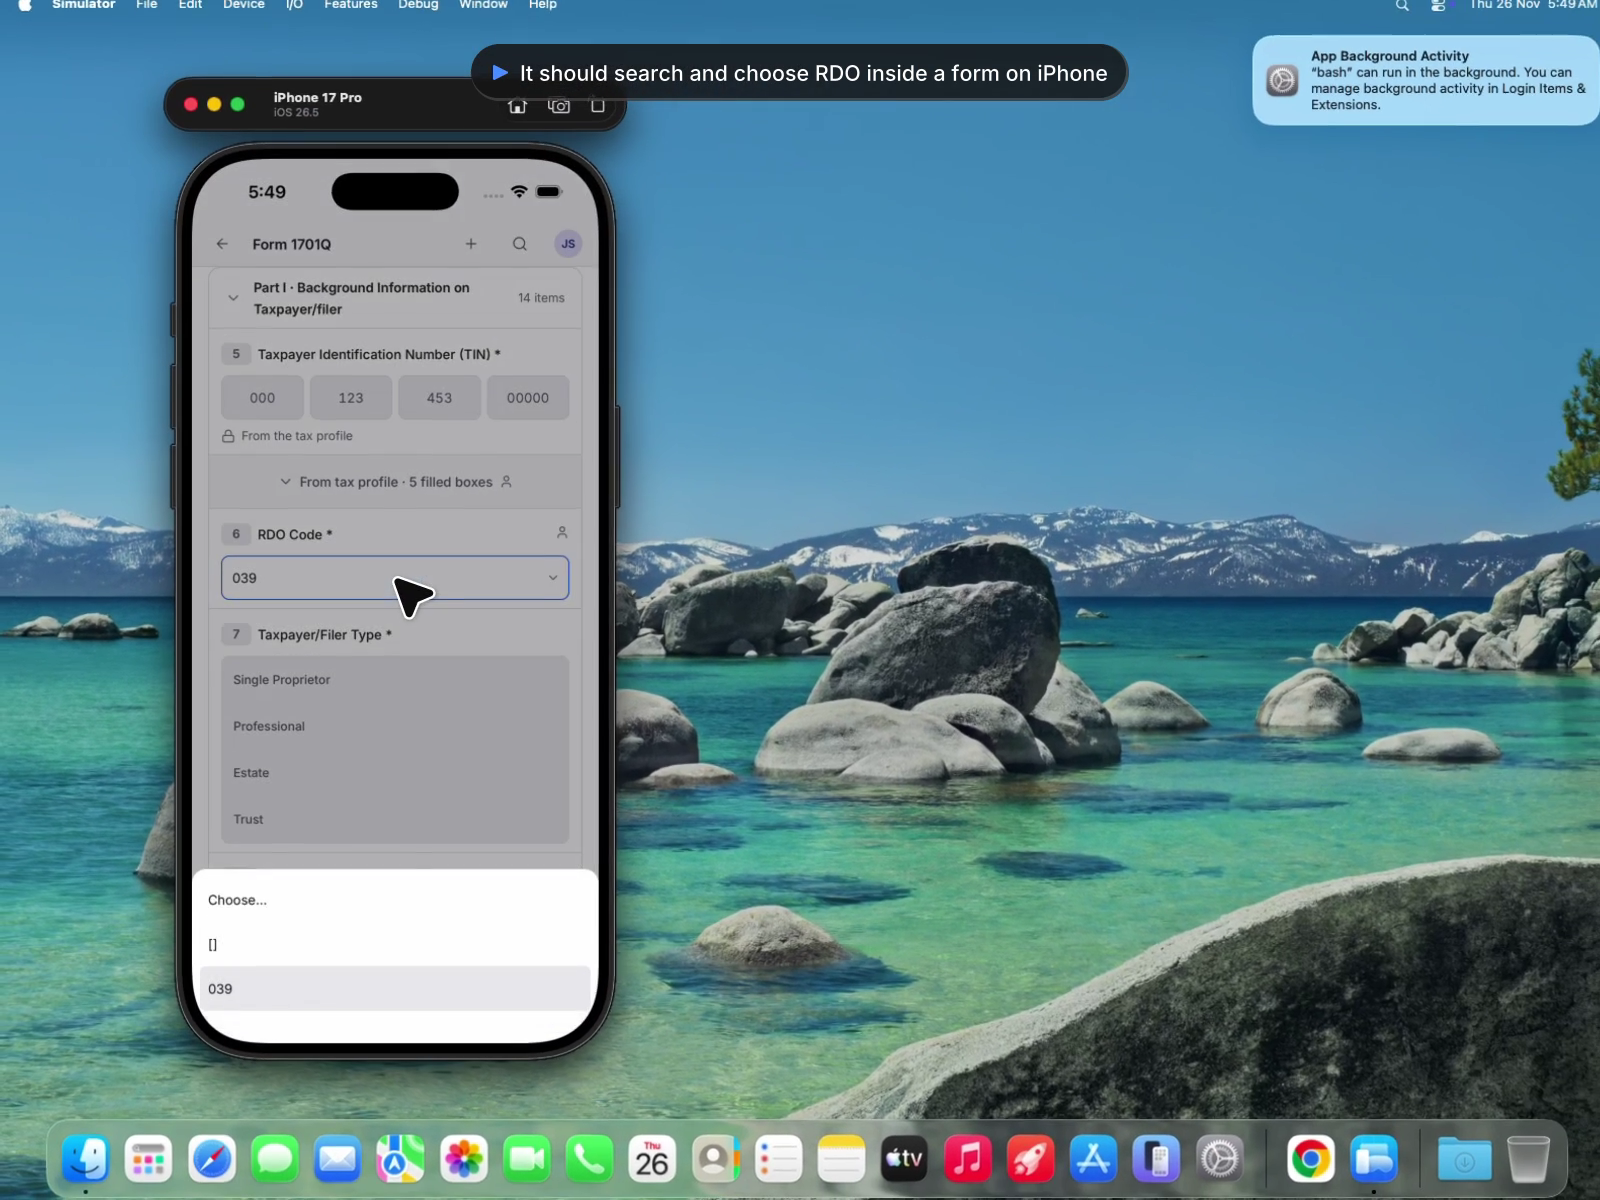 Simulator File Edit Device I/O Features Debug Window Help
Thu 26 Nov 5:49 AM
It should search and choose RDO inside a form on iPhone
App Background Activity
"bash" can run in the background. You can
manage background activity in Login Items &
Extensions.
iPhone 17 Pro
iOS 26.5
5:49
Form 1701Q
JS
Part I · Background Information on
Taxpayer/filer
14 items
5 Taxpayer Identification Number (TIN) *
000 123 453 00000
From the tax profile
From tax profile · 5 filled boxes
6 RDO Code *
039
7 Taxpayer/Filer Type *
Single Proprietor
Professional
Estate
Trust
Choose...
[]
039
Thu
26
tv